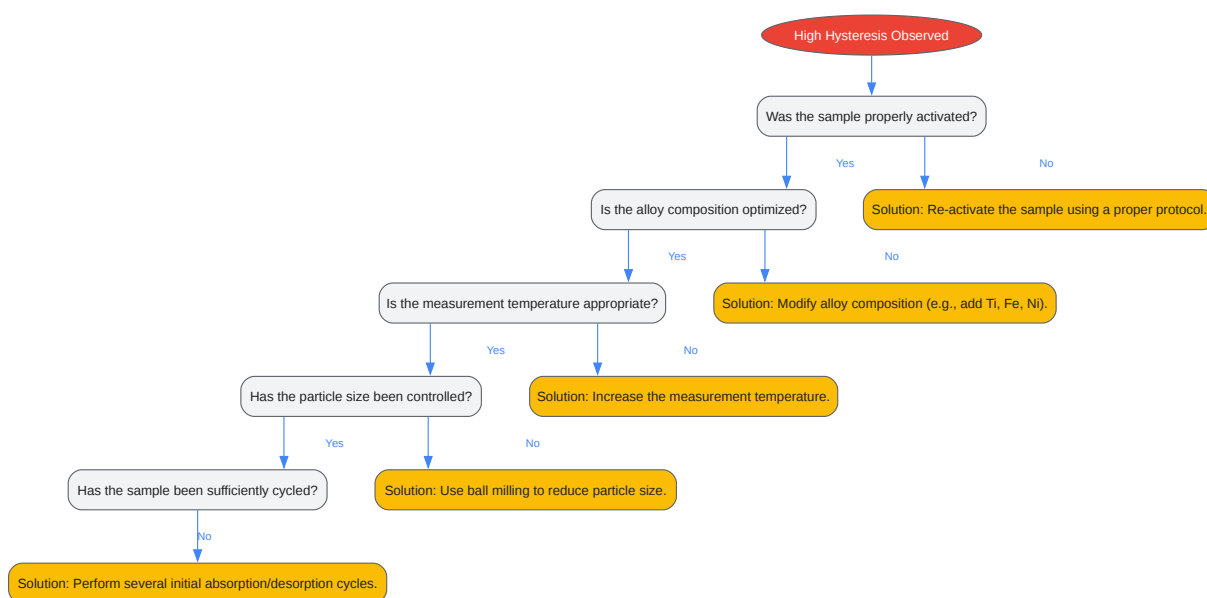 High Hysteresis Observed
Was the sample properly activated?
Yes
No
Is the alloy composition optimized?
Solution: Re-activate the sample using a proper protocol.
Yes
No
Is the measurement temperature appropriate?
Solution: Modify alloy composition (e.g., add Ti, Fe, Ni).
Yes
No
Has the particle size been controlled?
Solution: Increase the measurement temperature.
Yes
No
Has the sample been sufficiently cycled?
Solution: Use ball milling to reduce particle size.
No
Solution: Perform several initial absorption/desorption cycles.